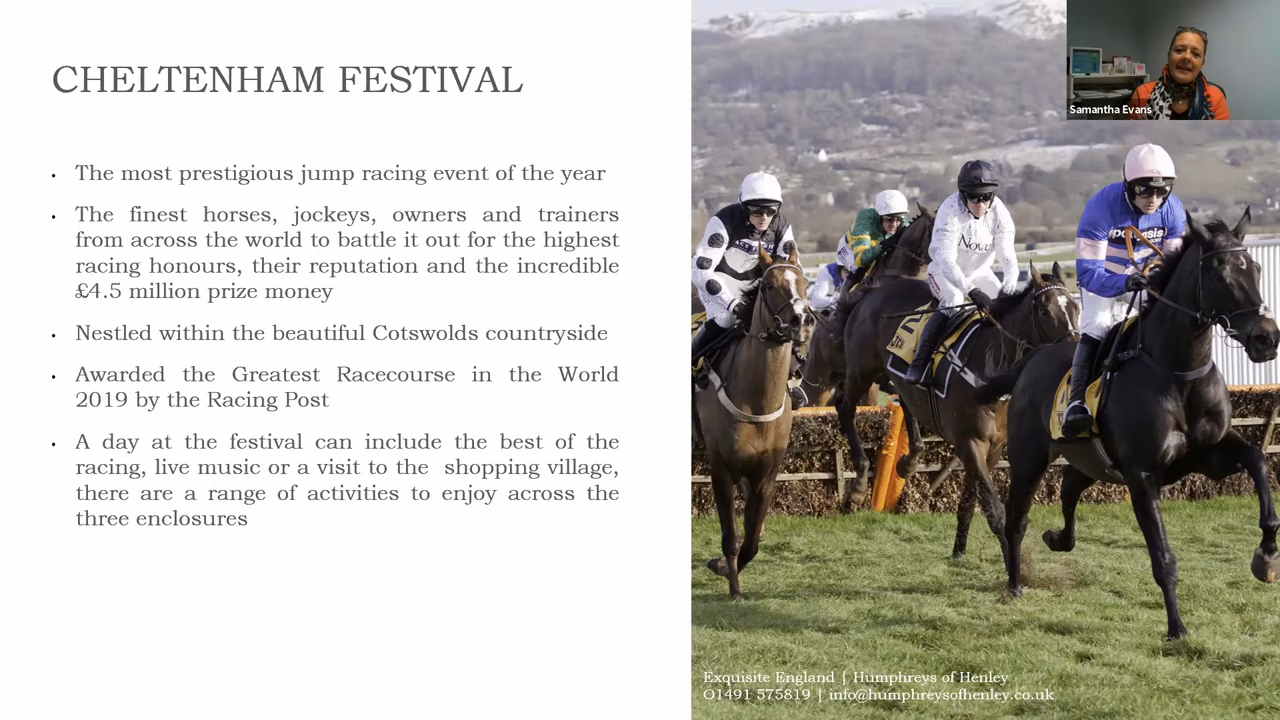 CHELTENHAM FESTIVAL
Samantha Evans
• The most prestigious jump racing event of the year
• The finest horses, jockeys, owners and trainers
from across the world to battle it out for the highest
racing honours, their reputation and the incredible
£4.5 million prize money
• Nestled within the beautiful Cotswolds countryside
• Awarded the Greatest Racecourse in the World
2019 by the Racing Post
• A day at the festival can include the best of the
racing, live music or a visit to the shopping village,
there are a range of activities to enjoy across the
three enclosures
Exquisite England | Humphreys of Henley
O1491 575819 | info@humphreysofhenley.co.uk